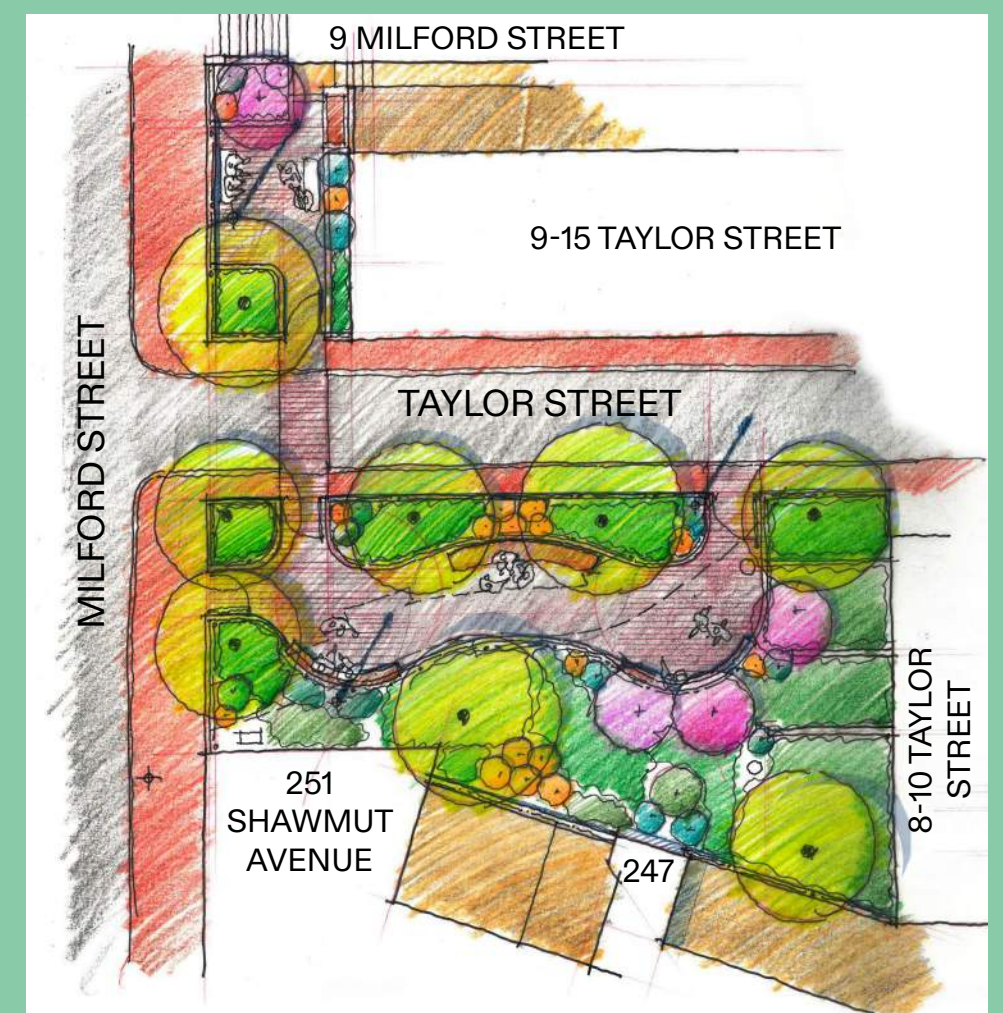 9 MILFORD STREET
9-15 TAYLOR STREET
MILFORD STREET
TAYLOR STREET
8-10 TAYLOR
STREET
251
SHAWMUT
AVENUE
247